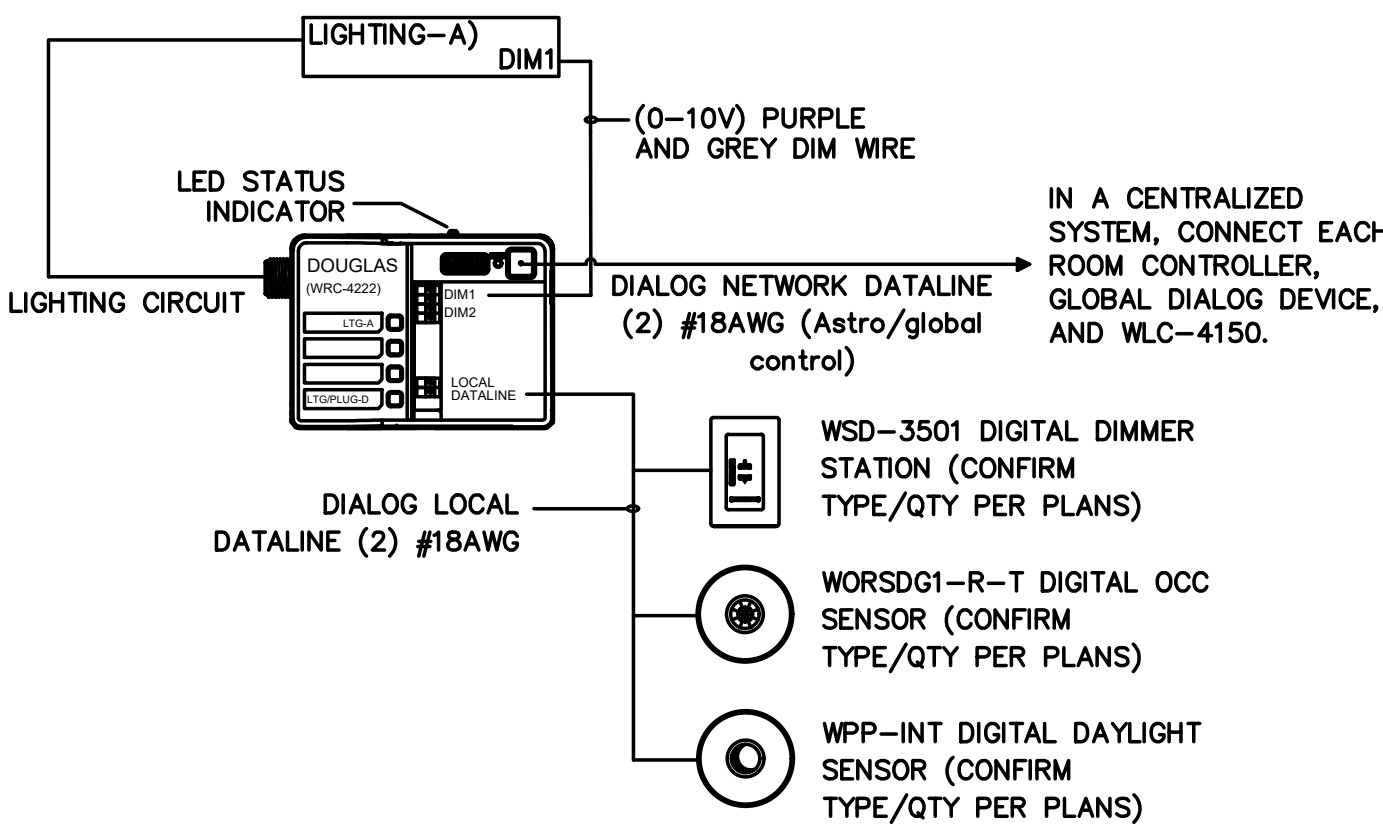 LIGHTING-A)
DIM1
(0-10V) PURPLE
AND GREY DIM WIRE
LED STATUS
INDICATOR
IN A CENTRALIZED
SYSTEM, CONNECT EACH
ROOM CONTROLLER,
GLOBAL DIALOG DEVICE,
AND WLC-4150.
LIGHTING CIRCUIT
DOUGLAS
(WRC-4222)
LTG-A
LTG/PLUG-D
DIM1
DIM2
LOCAL
DATALINE
DIALOG NETWORK DATALINE
(2) #18AWG (Astro/global
control)
DIALOG LOCAL
DATALINE (2) #18AWG
WSD-3501 DIGITAL DIMMER
STATION (CONFIRM
TYPE/QTY PER PLANS)
WORSDG1-R-T DIGITAL OCC
SENSOR (CONFIRM
TYPE/QTY PER PLANS)
WPP-INT DIGITAL DAYLIGHT
SENSOR (CONFIRM
TYPE/QTY PER PLANS)